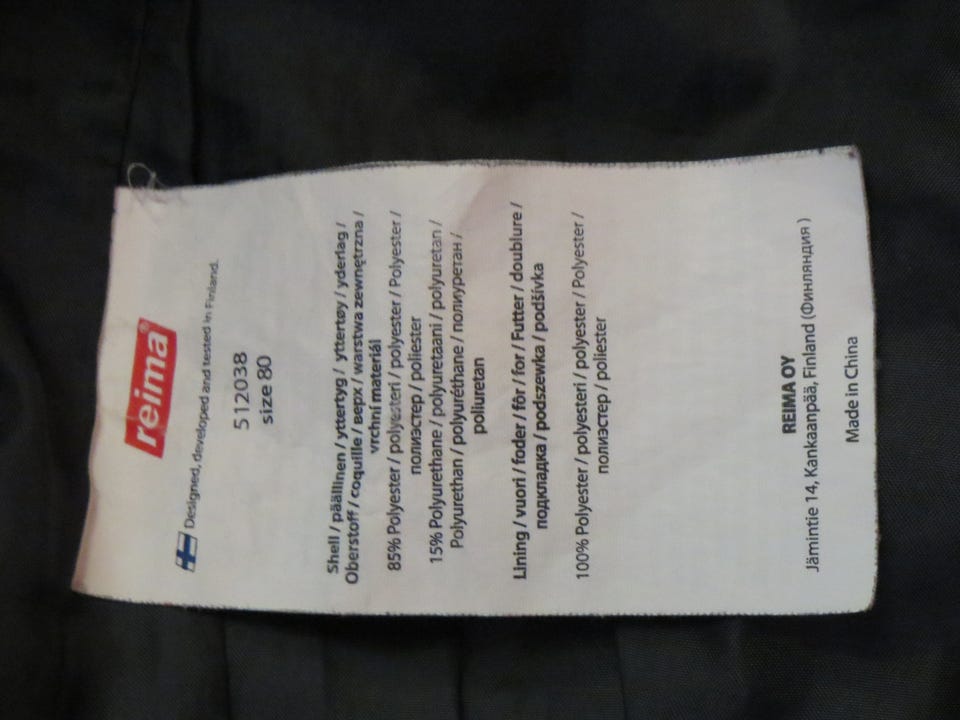 reima®
Designed, developed and tested in Finland.
512038
size 80
Shell / päällinen / yttertyg / yttertøy / yderlag /
Oberstoff / coquille / верх / warstwa zewnętrzna /
vrchní materiál
85% Polyester / polyesteri / polyester / Polyester /
полиэстер / poliester
15% Polyurethane / polyuretaani / polyuretan /
Polyurethan / polyuréthane / полиуретан /
poliuretan
Lining / vuori / foder / fôr / for / Futter / doublure /
подкладка / podszewka / podšívka
100% Polyester / polyesteri / polyester / Polyester /
полиэстер / poliester
REIMA OY
Jämintie 14, Kankaanpää, Finland (Финляндия )
Made in China